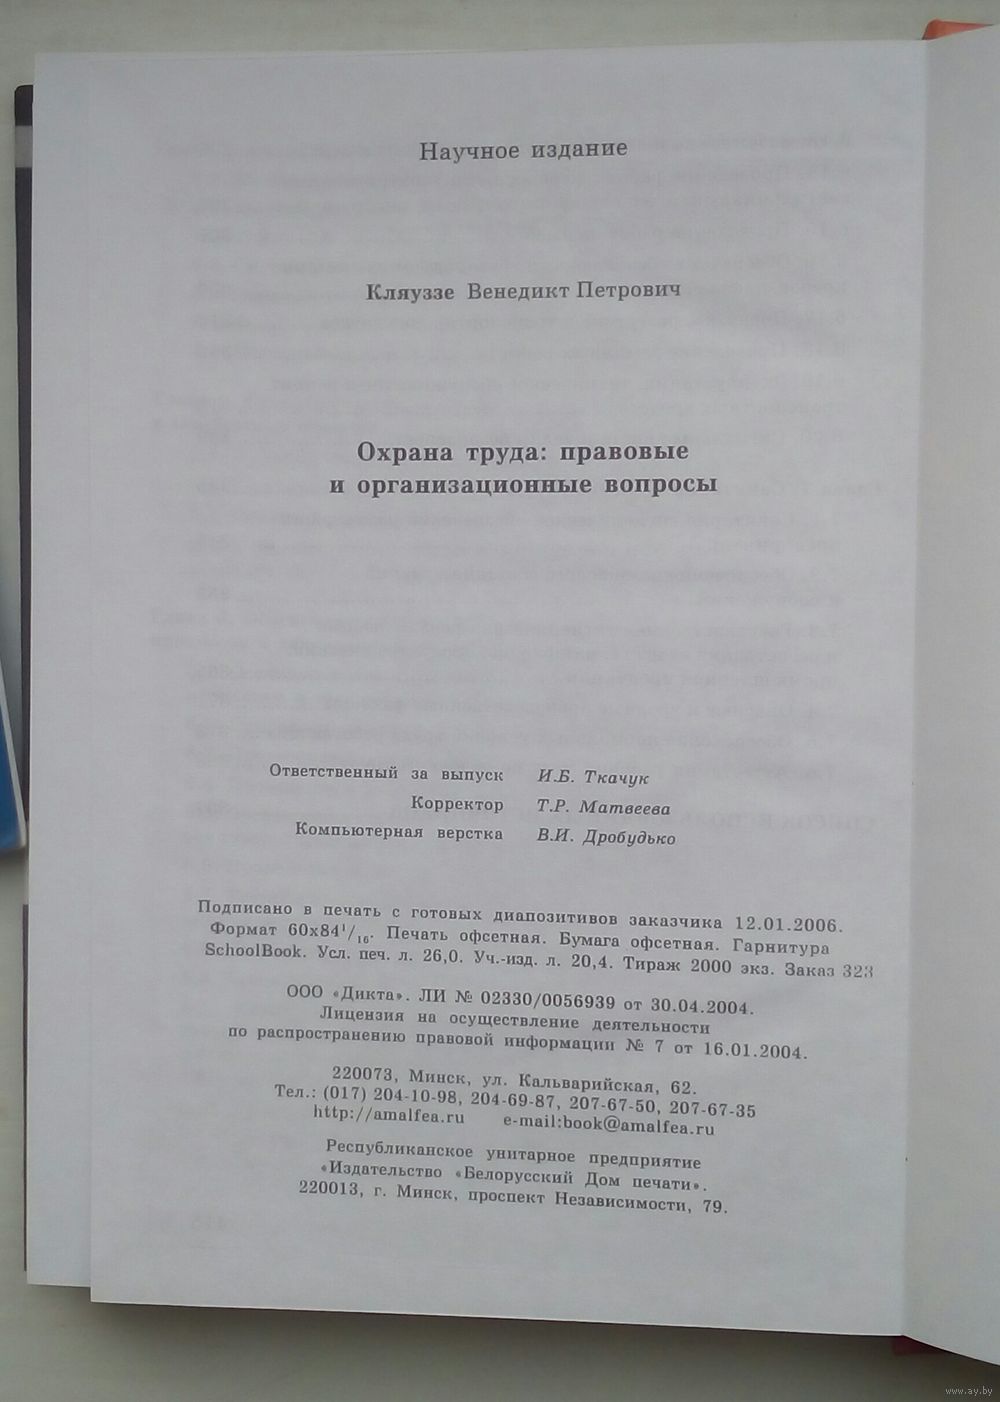 Научное издание
Кляуззе Венедикт Петрович
Охрана труда: правовые
и организационные вопросы
Ответственный за выпуск И.Б. Ткачук
Корректор Т.Р. Матвеева
Компьютерная верстка В.И. Дробудько
Подписано в печать с готовых диапозитивов заказчика 12.01.2006.
Формат 60х84¹/₁₆. Печать офсетная. Бумага офсетная. Гарнитура
SchoolBook. Усл. печ. л. 26,0. Уч.-изд. л. 20,4. Тираж 2000 экз. Заказ 323
ООО «Дикта». ЛИ № 02330/0056939 от 30.04.2004.
Лицензия на осуществление деятельности
по распространению правовой информации № 7 от 16.01.2004.
220073, Минск, ул. Кальварийская, 62.
Тел.: (017) 204-10-98, 204-69-87, 207-67-50, 207-67-35
http://amalfea.ru e-mail:book@amalfea.ru
Республиканское унитарное предприятие
«Издательство «Белорусский Дом печати».
220013, г. Минск, проспект Независимости, 79.
www.ay.by